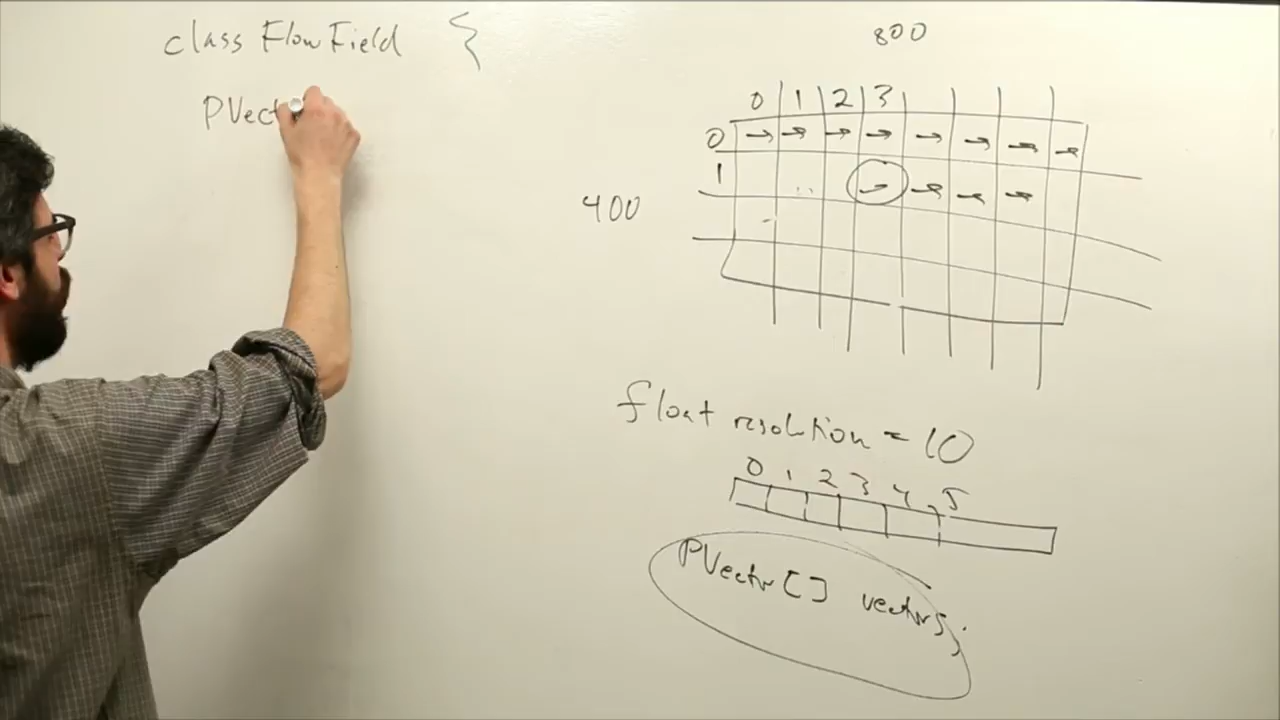 class FlowField {
PVect
800
0 1 2 3
0
1
400
float resolution = 10
0 1 2 3 4 5
PVector[] vectors;